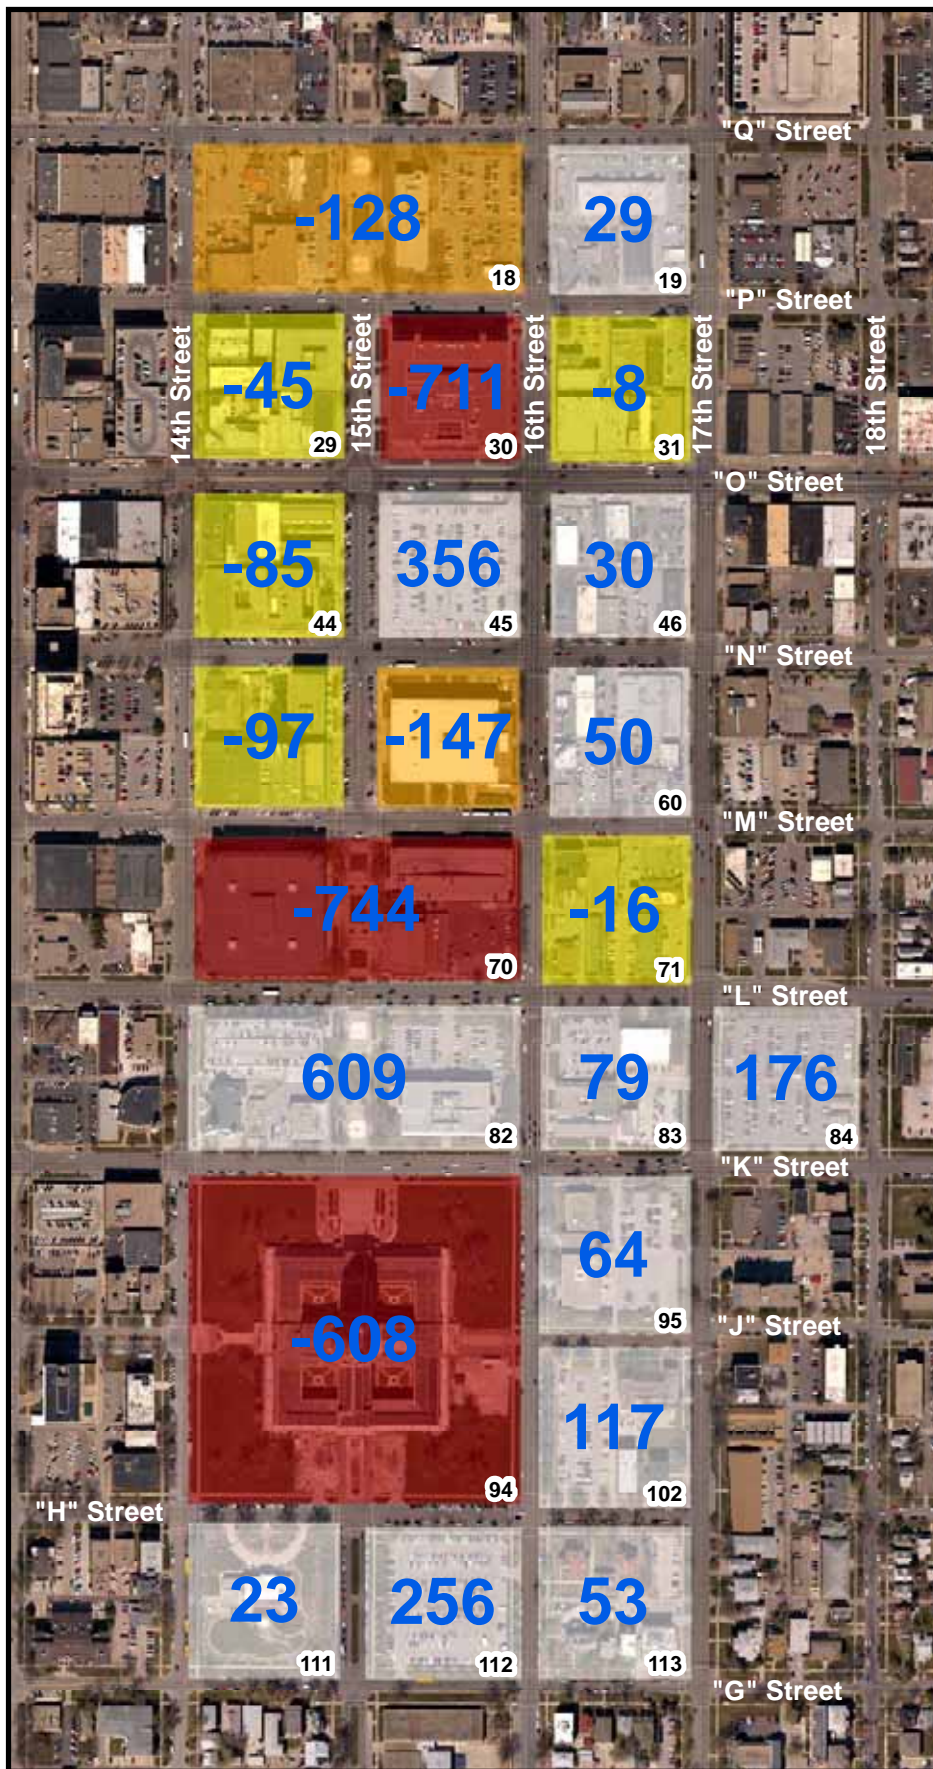 "Q" Street
-128
18
29
19
"P" Street
14th Street
-45
29
15th Street
-711
30
16th Street
-8
31
17th Street
18th Street
"O" Street
-85
44
356
45
30
46
"N" Street
-97
-147
50
60
"M" Street
-744
70
-16
71
"L" Street
609
82
79
83
176
84
"K" Street
-608
94
64
95
"J" Street
117
102
"H" Street
23
111
256
112
53
113
"G" Street